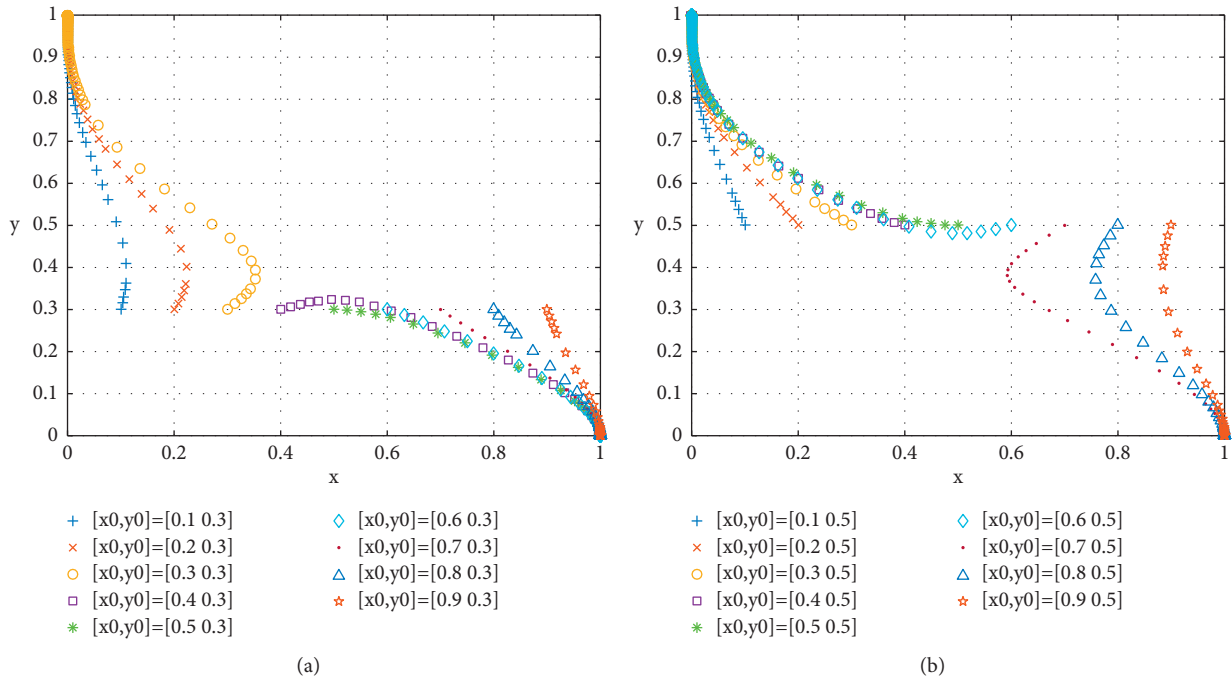 1
0.9
0.8
0.7
0.6
y
0.5
0.4
0.3
0.2
0.1
0
0 0.2 0.4 0.6 0.8 1
x
[x0,y0]=[0.1 0.3]
[x0,y0]=[0.2 0.3]
[x0,y0]=[0.3 0.3]
[x0,y0]=[0.4 0.3]
[x0,y0]=[0.5 0.3]
[x0,y0]=[0.6 0.3]
[x0,y0]=[0.7 0.3]
[x0,y0]=[0.8 0.3]
[x0,y0]=[0.9 0.3]
(a)
1
0.9
0.8
0.7
0.6
y
0.5
0.4
0.3
0.2
0.1
0
0 0.2 0.4 0.6 0.8 1
x
[x0,y0]=[0.1 0.5]
[x0,y0]=[0.2 0.5]
[x0,y0]=[0.3 0.5]
[x0,y0]=[0.4 0.5]
[x0,y0]=[0.5 0.5]
[x0,y0]=[0.6 0.5]
[x0,y0]=[0.7 0.5]
[x0,y0]=[0.8 0.5]
[x0,y0]=[0.9 0.5]
(b)